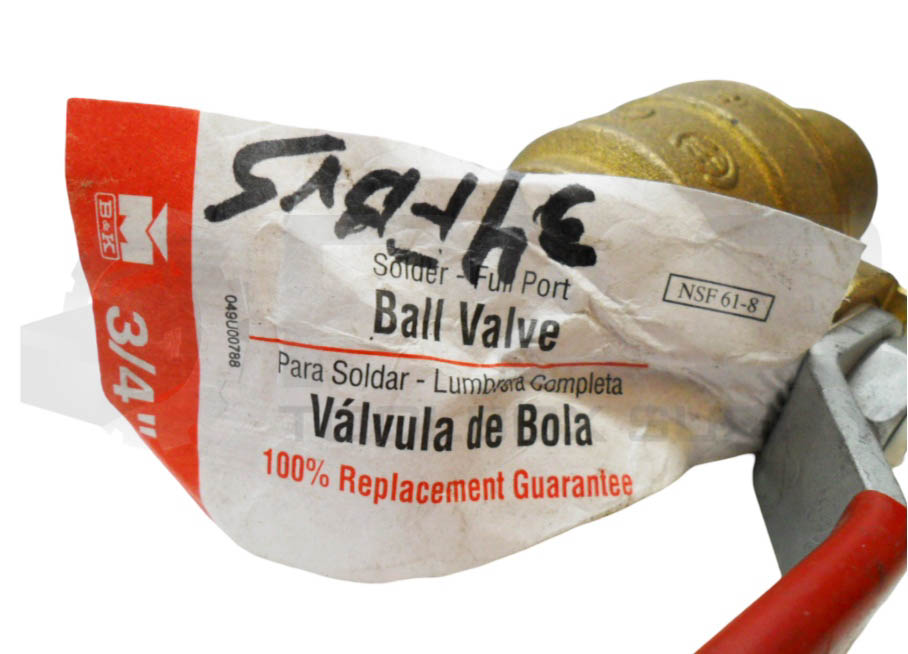 B&K
3/4"
049U00788
Solder - Full Port
Ball Valve
NSF 61-8
Para Soldar - Lumbrera Completa
Válvula de Bola
100% Replacement Guarantee